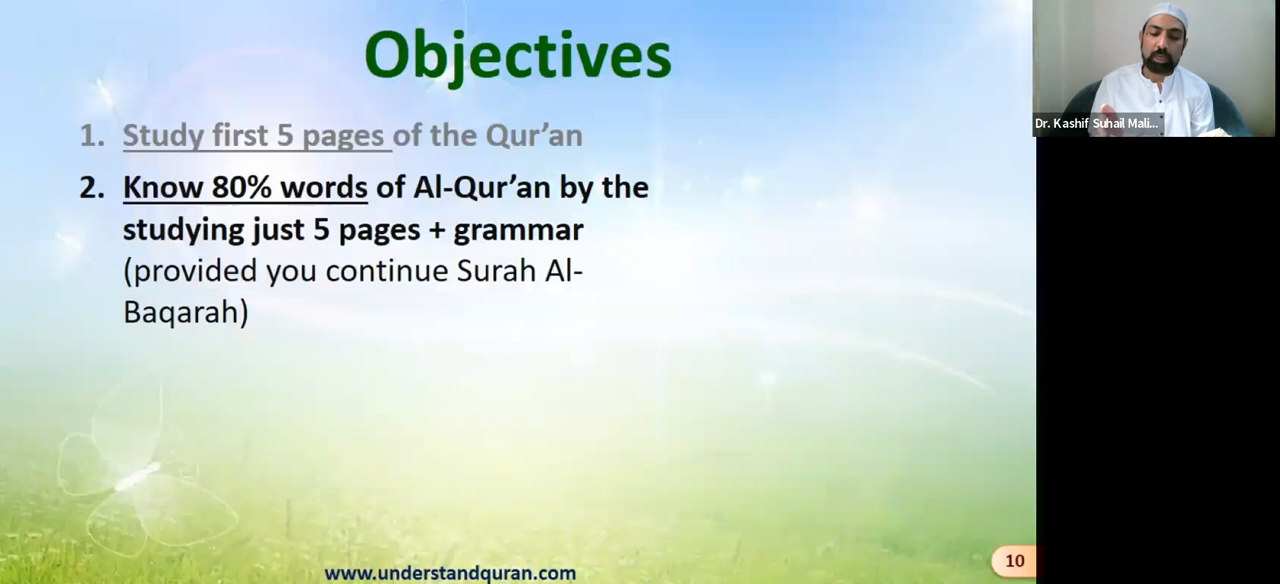 Objectives
1. Study first 5 pages of the Qur’an
2. Know 80% words of Al-Qur’an by the
studying just 5 pages + grammar
(provided you continue Surah Al-
Baqarah)
www.understandquran.com
10
Dr. Kashif Suhail Mali...